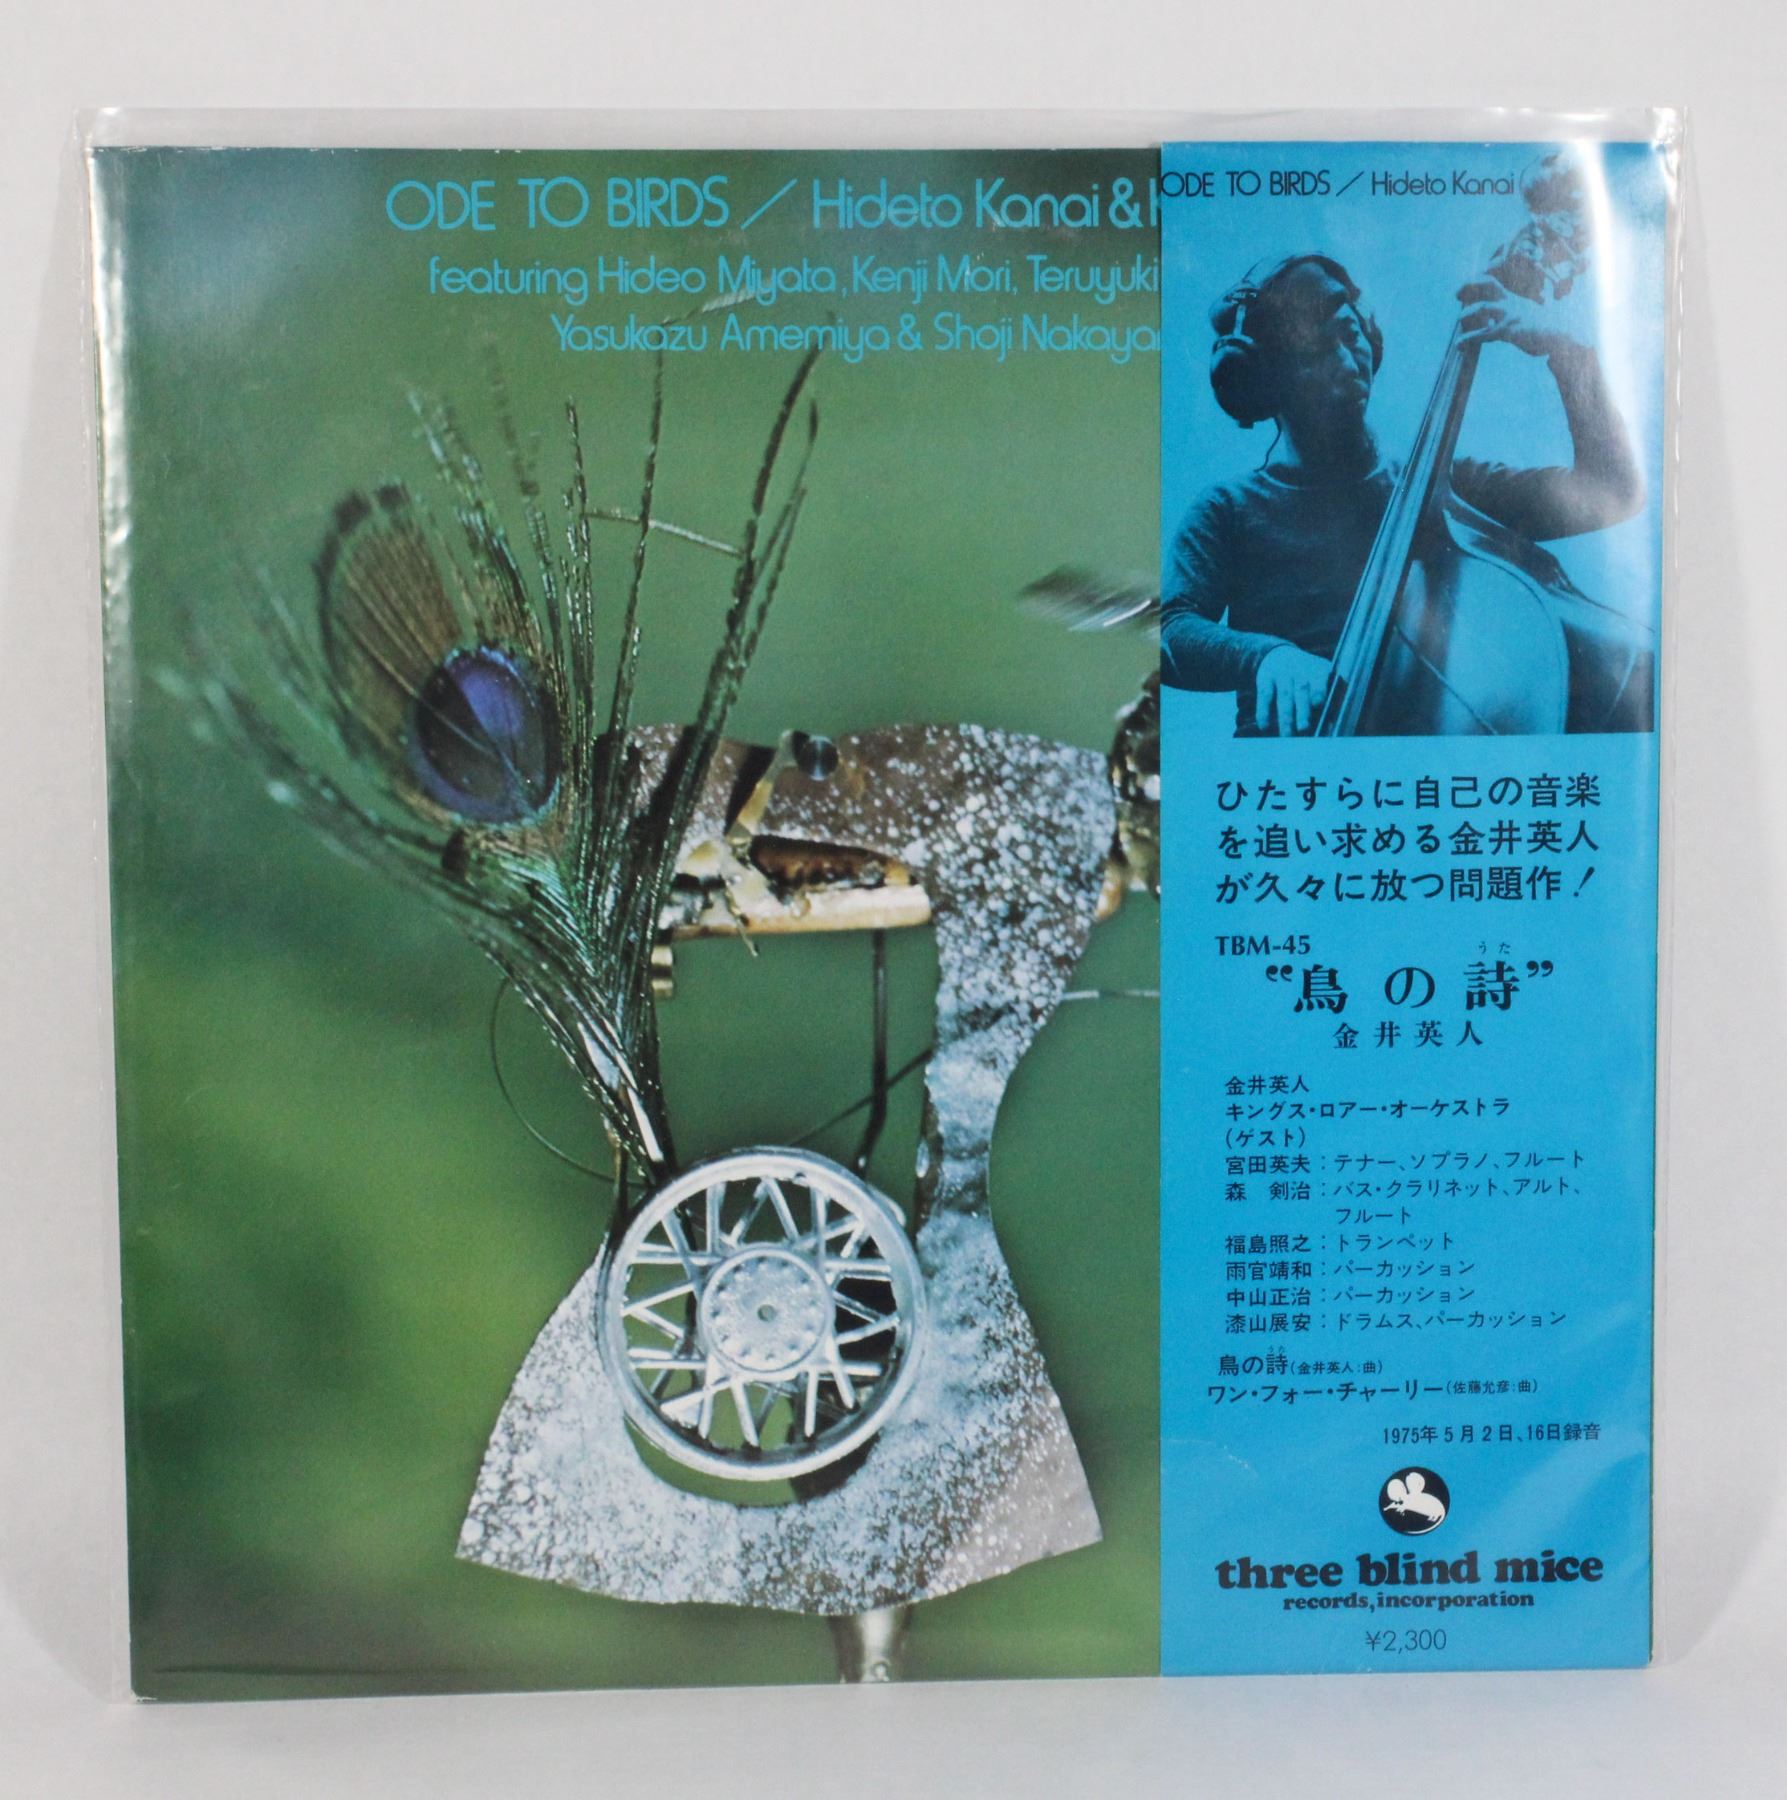 ODE TO BIRDS / Hideto Kanai &
featuring Hideo Miyata, Kenji Mori, Teruyuki
Yasukazu Amemiya & Shoji
ODE TO BIRDS / Hideto Kanai
ひたすらに自己の音楽
を追い求める金井英人
が久々に放つ問題作！
TBM-45
うた
“鳥の詩”
金井英人
金井英人
キングス・ロアー・オーケストラ
(ゲスト)
宮田英夫：テナー、ソプラノ、フルート
森　剣治：バス・クラリネット、アルト、
フルート
福島照之：トランペット
雨宮靖和：パーカッション
中山正治：パーカッション
漆山展安：ドラムス、パーカッション
うた
鳥の詩(金井英人：曲)
ワン・フォー・チャーリー(佐藤允彦：曲)
1975年5月2日、16日録音
three blind mice
records, incorporation
¥2,300